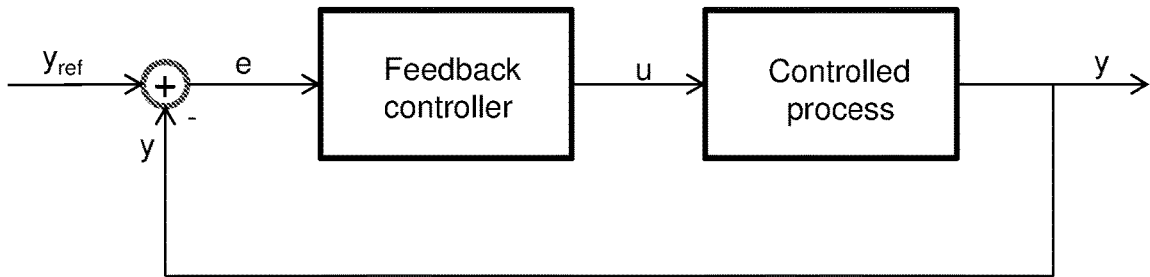 y_ref
+
e
Feedback
controller
u
Controlled
process
y
-
y